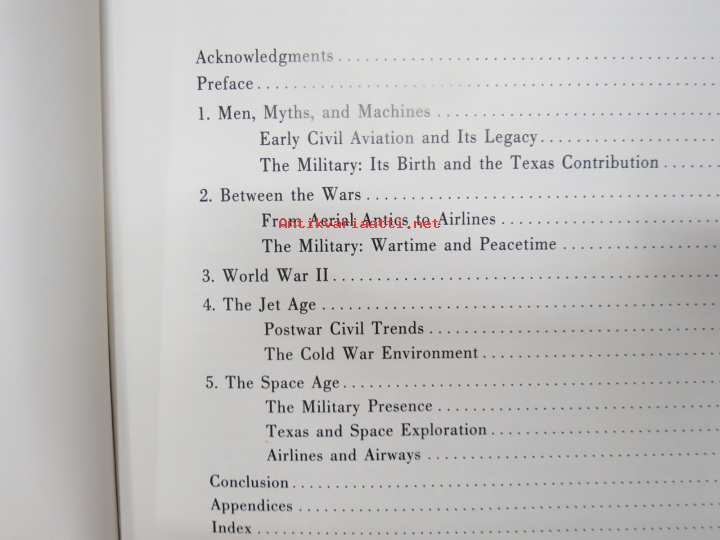 Acknowledgments
Preface
1. Men, Myths, and Machines
Early Civil Aviation and Its Legacy
The Military: Its Birth and the Texas Contribution
2. Between the Wars
From Aerial Antics to Airlines
Antikvariaatti.net
The Military: Wartime and Peacetime
3. World War II
4. The Jet Age
Postwar Civil Trends
The Cold War Environment
5. The Space Age
The Military Presence
Texas and Space Exploration
Airlines and Airways
Conclusion
Appendices
Index